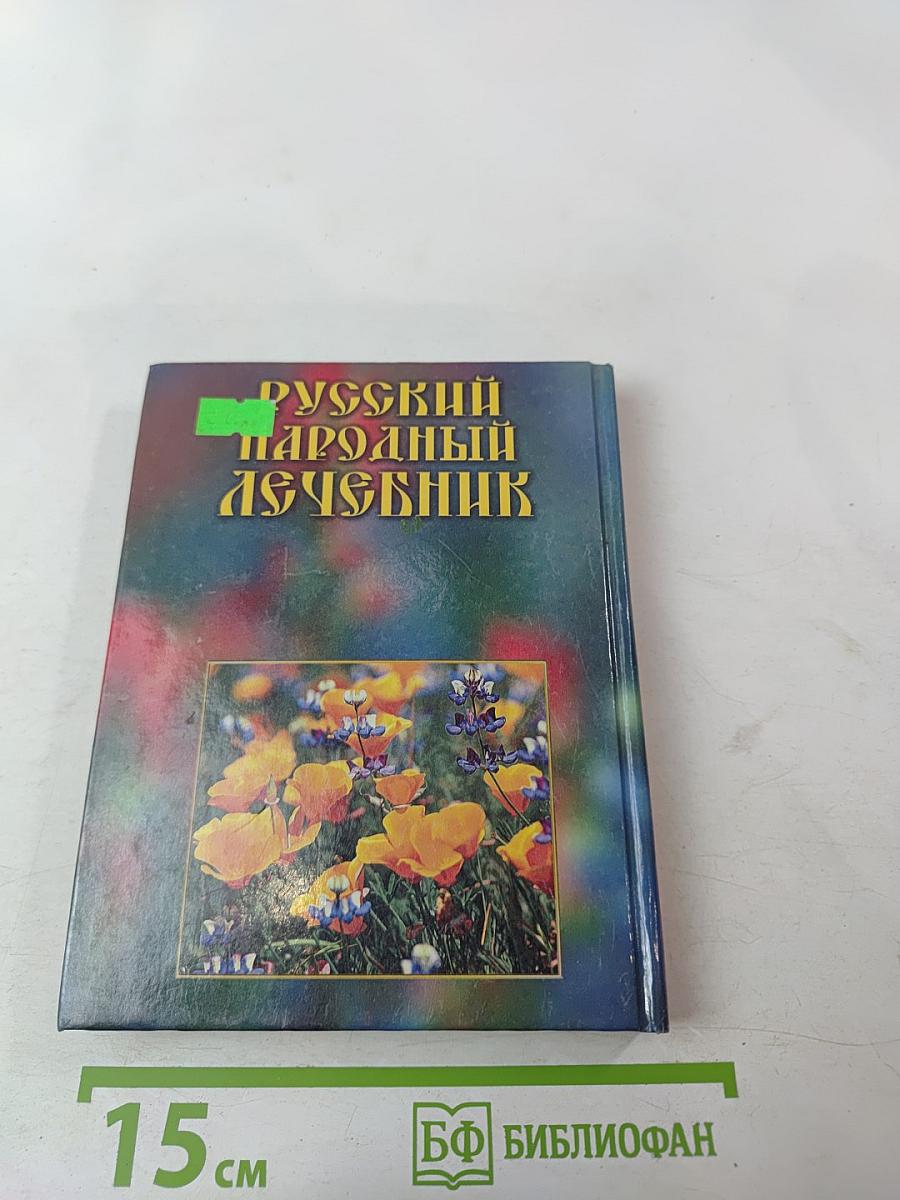 РУССКИЙ
НАРОДНЫЙ
ЛЕЧЕБНИК
15 СМ
БФ БИБЛИОФАН